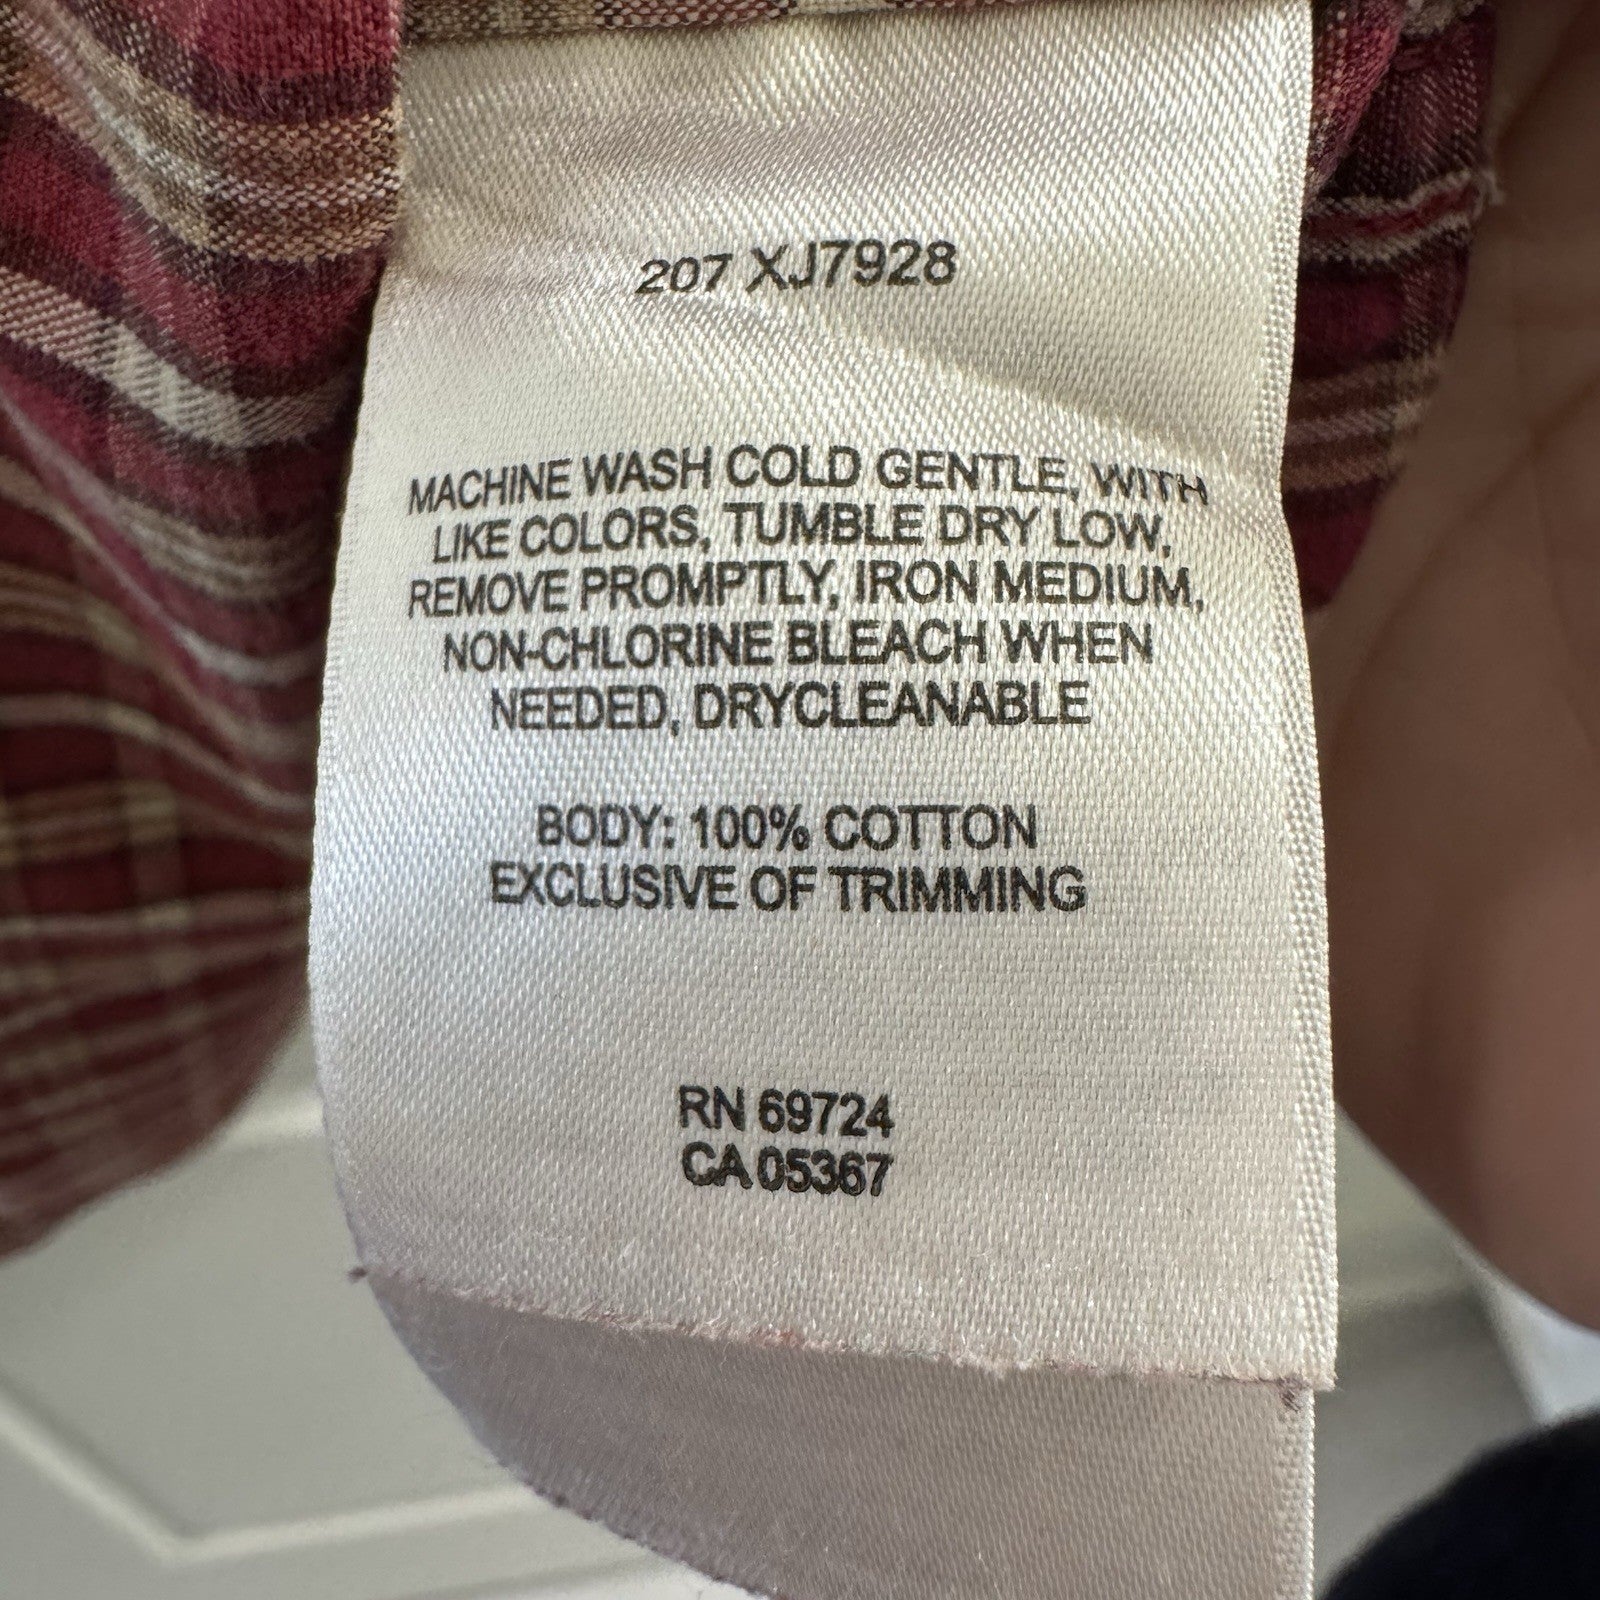 207 XJ7928
MACHINE WASH COLD GENTLE, WITH
LIKE COLORS, TUMBLE DRY LOW,
REMOVE PROMPTLY, IRON MEDIUM,
NON-CHLORINE BLEACH WHEN
NEEDED, DRYCLEANABLE
BODY: 100% COTTON
EXCLUSIVE OF TRIMMING
RN 69724
CA 05367